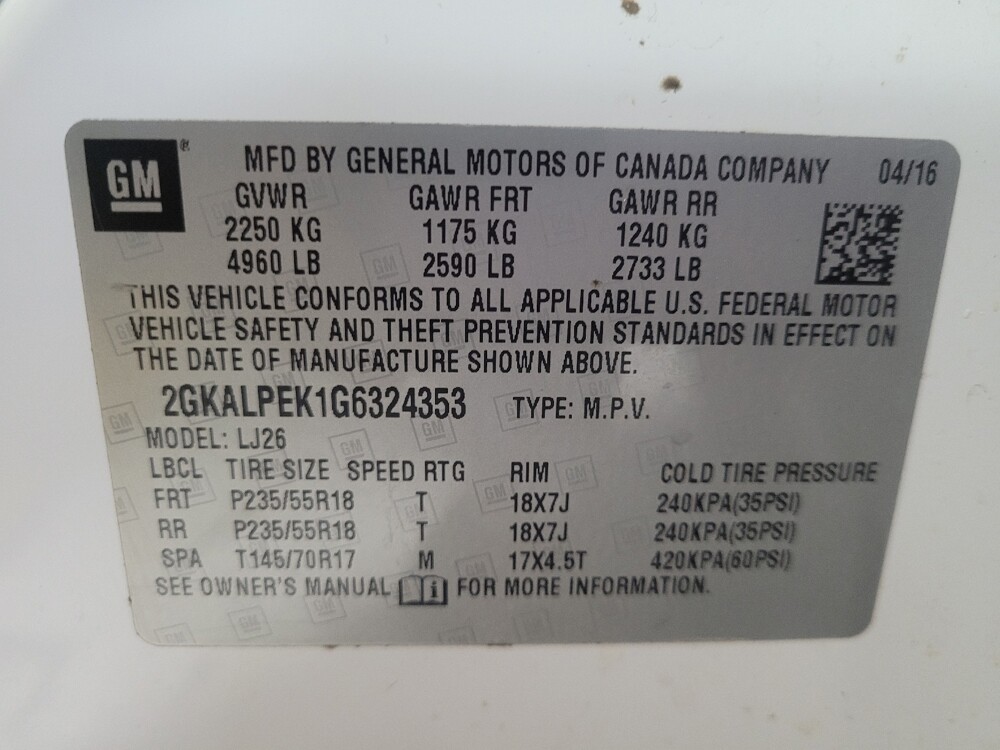 GM ®
MFD BY GENERAL MOTORS OF CANADA COMPANY 04/16
GVWR GAWR FRT GAWR RR
2250 KG 1175 KG 1240 KG
4960 LB 2590 LB 2733 LB
THIS VEHICLE CONFORMS TO ALL APPLICABLE U.S. FEDERAL MOTOR
VEHICLE SAFETY AND THEFT PREVENTION STANDARDS IN EFFECT ON
THE DATE OF MANUFACTURE SHOWN ABOVE.
2GKALPEK1G6324353 TYPE: M.P.V.
MODEL: LJ26
LBCL TIRE SIZE SPEED RTG RIM COLD TIRE PRESSURE
FRT P235/55R18 T 18X7J 240KPA(35PSI)
RR P235/55R18 T 18X7J 240KPA(35PSI)
SPA T145/70R17 M 17X4.5T 420KPA(60PSI)
SEE OWNER'S MANUAL i FOR MORE INFORMATION.